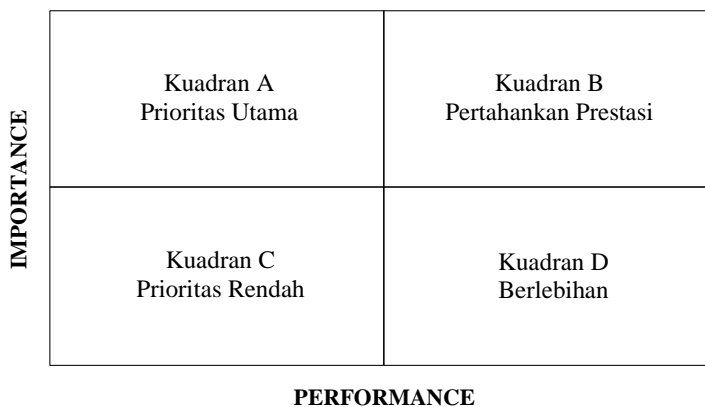 IMPORTANCE
Kuadran A
Prioritas Utama
Kuadran B
Pertahankan Prestasi
Kuadran C
Prioritas Rendah
Kuadran D
Berlebihan
PERFORMANCE